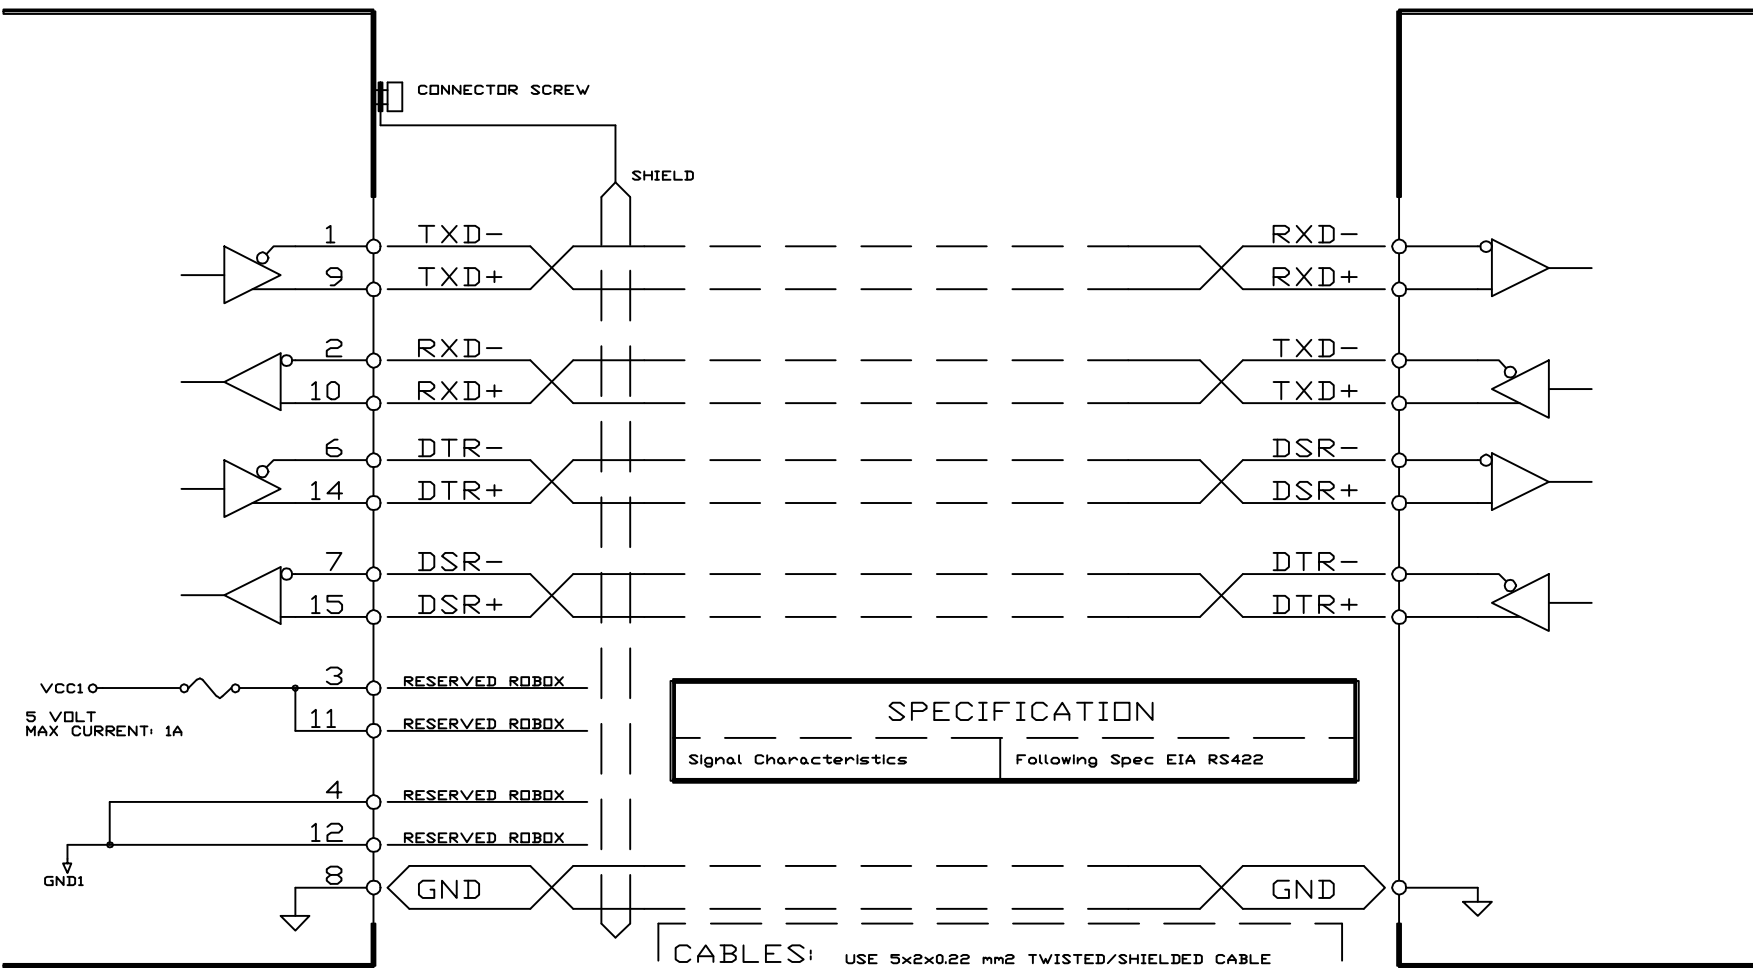 CONNECTOR SCREW
SHIELD
1 TXD- RXD-
9 TXD+ RXD+
2 RXD- TXD-
10 RXD+ TXD+
6 DTR- DSR-
14 DTR+ DSR+
7 DSR- DTR-
15 DSR+ DTR+
VCC1 3 RESERVED ROBOX
5 VOLT
MAX CURRENT: 1A
11 RESERVED ROBOX
SPECIFICATION
Signal Characteristics Following Spec EIA RS422
4 RESERVED ROBOX
12 RESERVED ROBOX
GND1
8 GND GND
CABLES: USE 5x2x0.22 mm2 TWISTED/SHIELDED CABLE